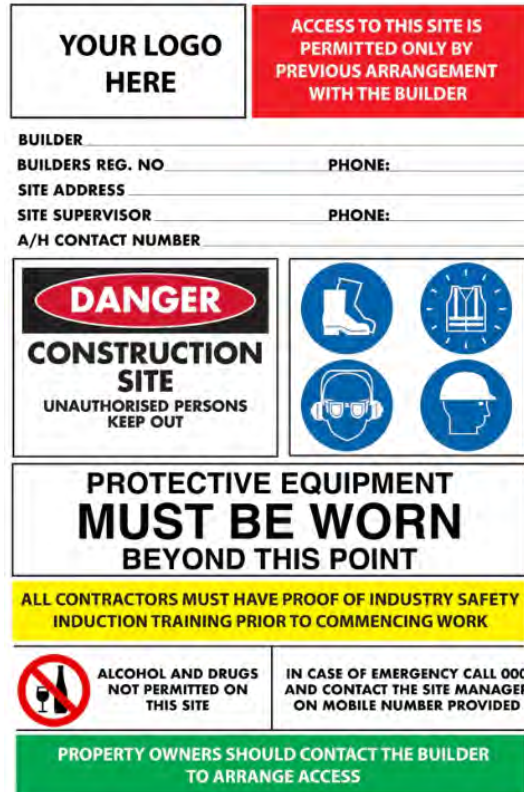 YOUR LOGO
HERE
ACCESS TO THIS SITE IS
PERMITTED ONLY BY
PREVIOUS ARRANGEMENT
WITH THE BUILDER
BUILDER
BUILDERS REG. NO PHONE:
SITE ADDRESS
SITE SUPERVISOR PHONE:
A/H CONTACT NUMBER
DANGER
CONSTRUCTION
SITE
UNAUTHORISED PERSONS
KEEP OUT
PROTECTIVE EQUIPMENT
MUST BE WORN
BEYOND THIS POINT
ALL CONTRACTORS MUST HAVE PROOF OF INDUSTRY SAFETY
INDUCTION TRAINING PRIOR TO COMMENCING WORK
ALCOHOL AND DRUGS
NOT PERMITTED ON
THIS SITE
IN CASE OF EMERGENCY CALL 000
AND CONTACT THE SITE MANAGER
ON MOBILE NUMBER PROVIDED
PROPERTY OWNERS SHOULD CONTACT THE BUILDER
TO ARRANGE ACCESS